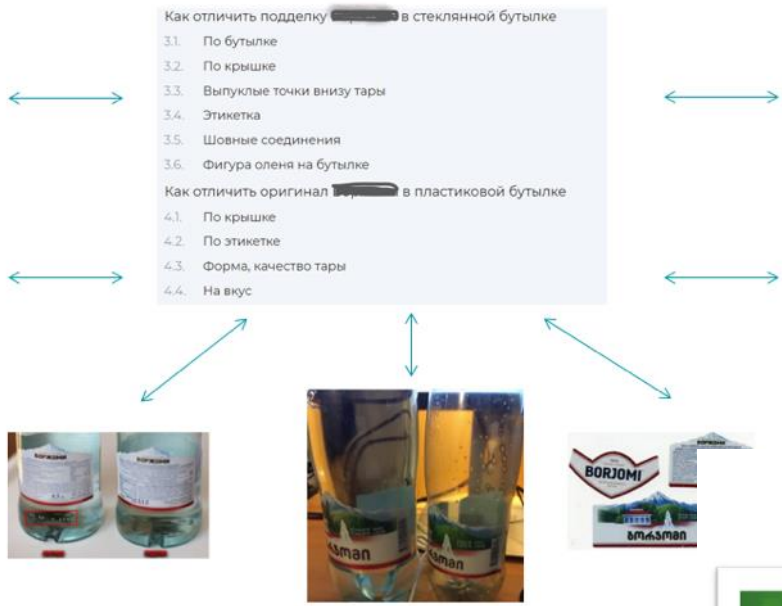 Как отличить подделку в стеклянной бутылке
3.1. По бутылке
3.2. По крышке
3.3. Выпуклые точки внизу тары
3.4. Этикетка
3.5. Шовные соединения
3.6. Фигура оленя на бутылке
Как отличить оригинал в пластиковой бутылке
4.1. По крышке
4.2. По этикетке
4.3. Форма, качество тары
4.4. На вкус
BORJOMI
ᲑᲝᲠᲯᲝᲛᲘ